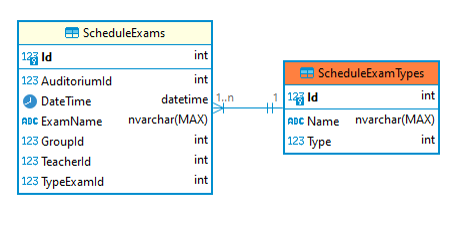 ScheduleExams
123 Id int
123 AuditoriumId int
DateTime datetime
ABC ExamName nvarchar(MAX)
123 GroupId int
123 TeacherId int
123 TypeExamId int
1..n 1
ScheduleExamTypes
123 Id int
ABC Name nvarchar(MAX)
123 Type int